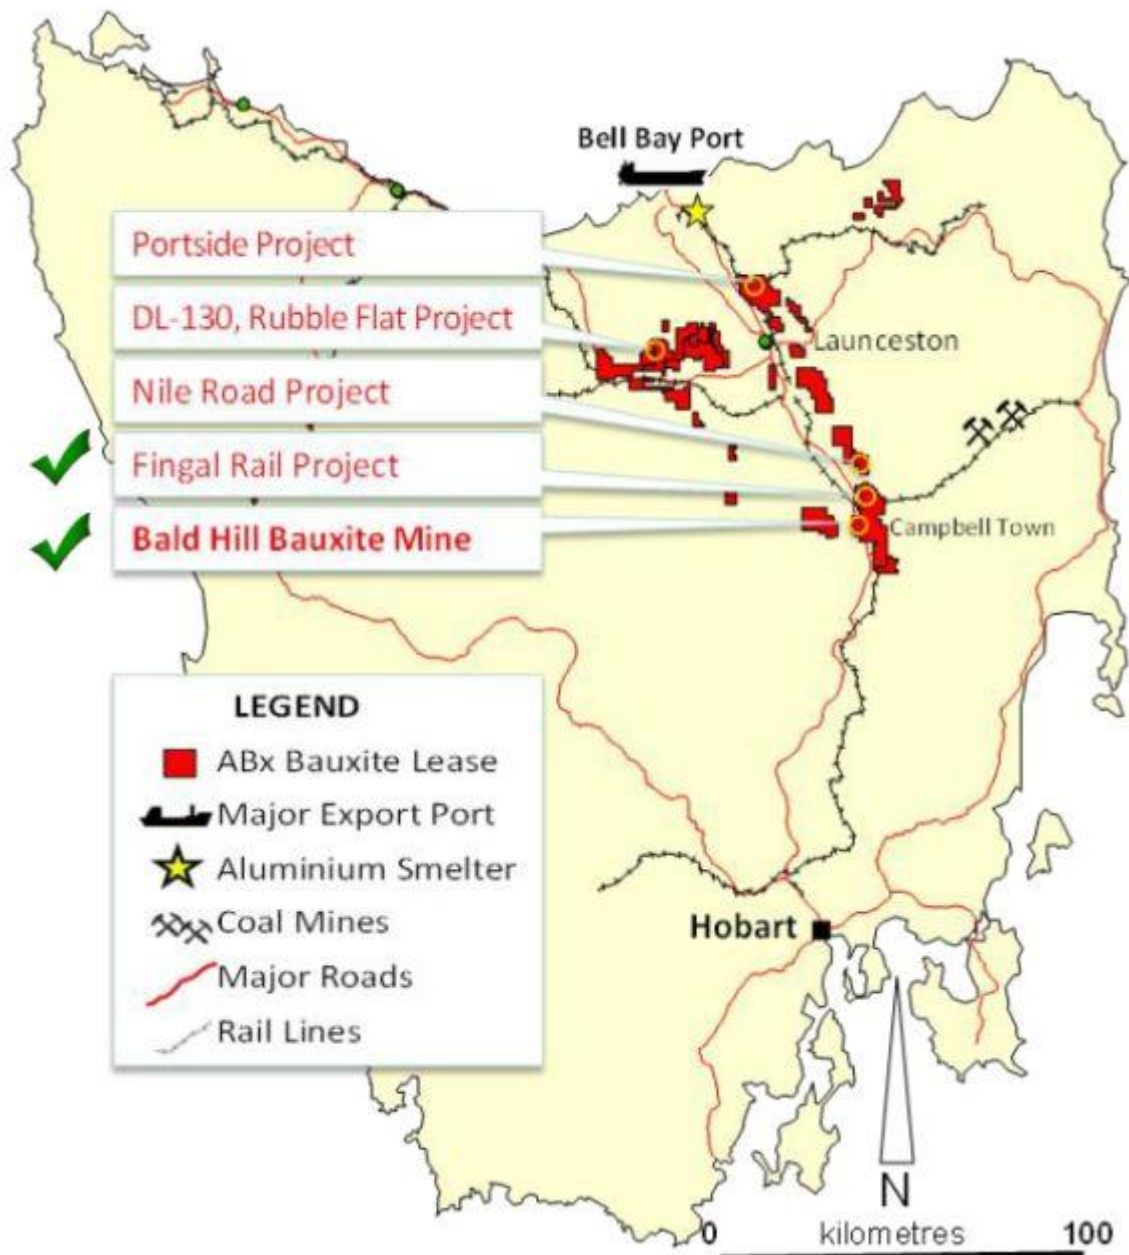 Bell Bay Port
Portside Project
DL-130, Rubble Flat Project
Launceston
Nile Road Project
Fingal Rail Project
Bald Hill Bauxite Mine
Campbell Town
LEGEND
ABx Bauxite Lease
Major Export Port
Aluminium Smelter
Coal Mines
Major Roads
Rail Lines
Hobart
N
0 kilometres 100